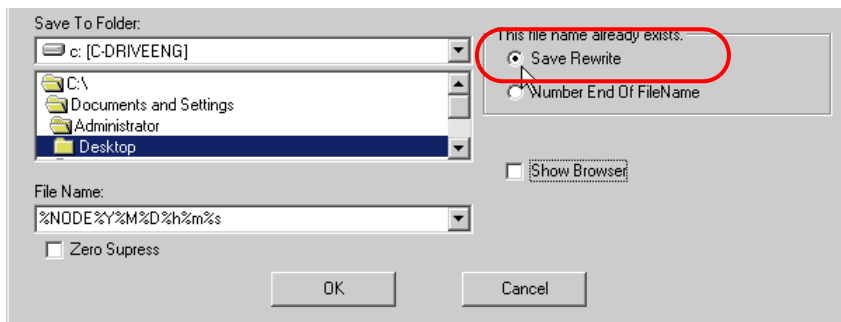 Save To Folder:
c: [C-DRIVEENG]
C:\
Documents and Settings
Administrator
Desktop
File Name:
%NODE%Y%M%D%h%m%s
Zero Supress
This file name already exists.
Save Rewrite
Number End Of FileName
Show Browser
OK
Cancel